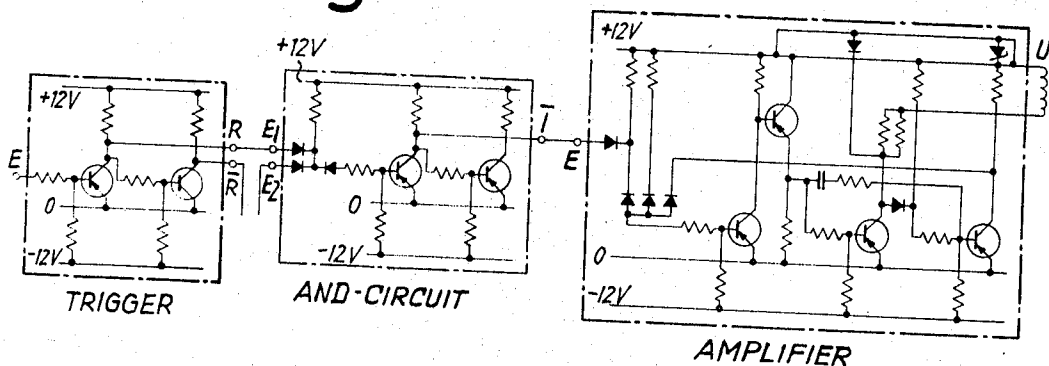 +12V
E
0
-12V
R
R̅
TRIGGER
+12V
E1
E2
0
-12V
I̅
AND-CIRCUIT
+12V
E
0
-12V
U
AMPLIFIER